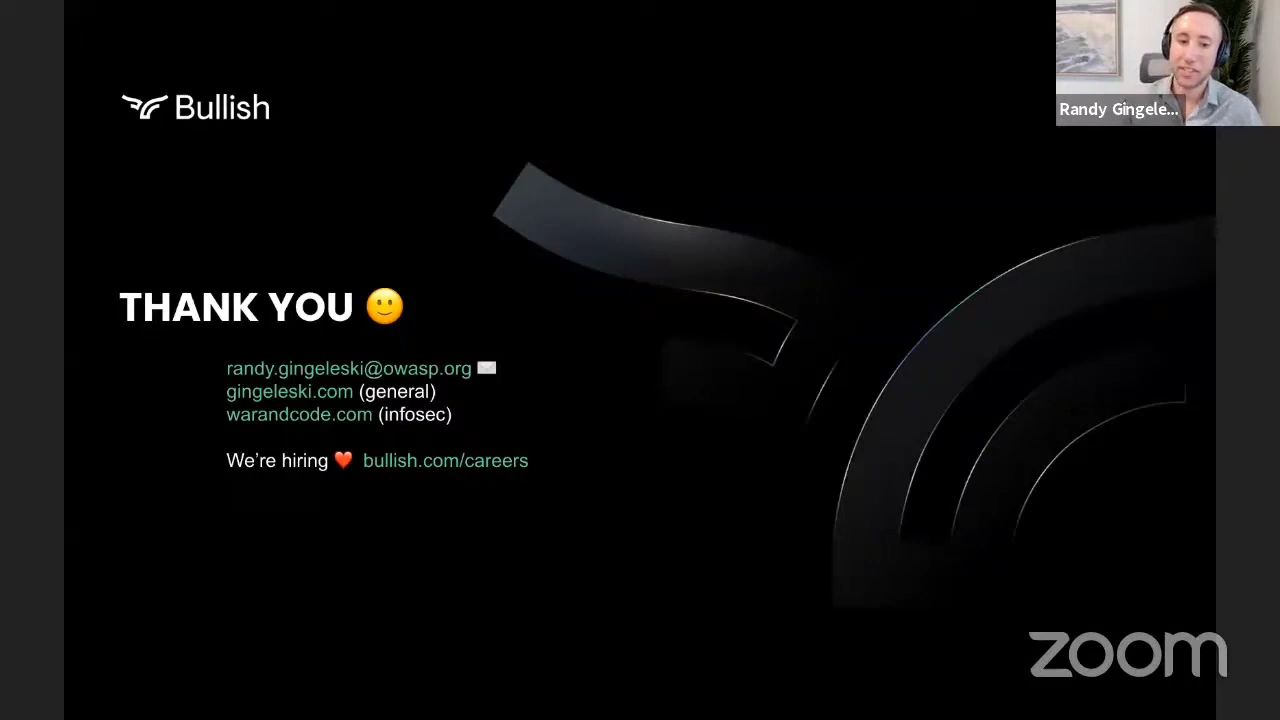 Bullish
Randy Gingele...
THANK YOU 🙂
randy.gingeleski@owasp.org ✉️
gingeleski.com (general)
warandcode.com (infosec)
We're hiring ❤️ bullish.com/careers
zoom